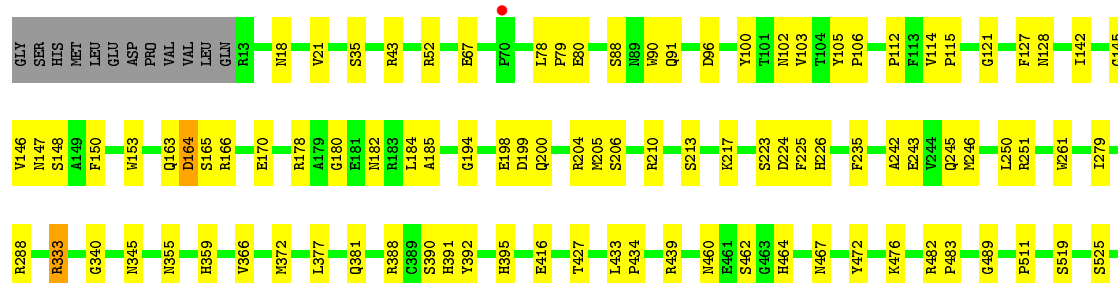 GLY SER HIS MET LEU GLU ASP PRO VAL VAL LEU GLN R13 N18 V21 S35 R43 R52 E67 P70 L78 P79 E80 S88 N89 W90 Q91 D96 Y100 T101 N102 V103 T104 Y105 P106 P112 F113 V114 P115 G121 F127 N128 I142 G145
V146 N147 S148 A149 F150 W153 Q163 D164 S165 R166 E170 R178 A179 G180 E181 N182 R183 L184 A185 G194 E198 D199 Q200 R204 M205 S206 R210 S213 K217 S223 D224 F225 H226 F235 A242 E243 V244 Q245 M246 L250 R251 W261 I279
R288 R333 G340 N345 N355 H359 V366 M372 L377 Q381 R388 C389 S390 H391 Y392 H395 E416 T427 L433 P434 R439 N460 E461 S462 G463 H464 N467 Y472 K476 R482 P483 G489 P511 S519 S525